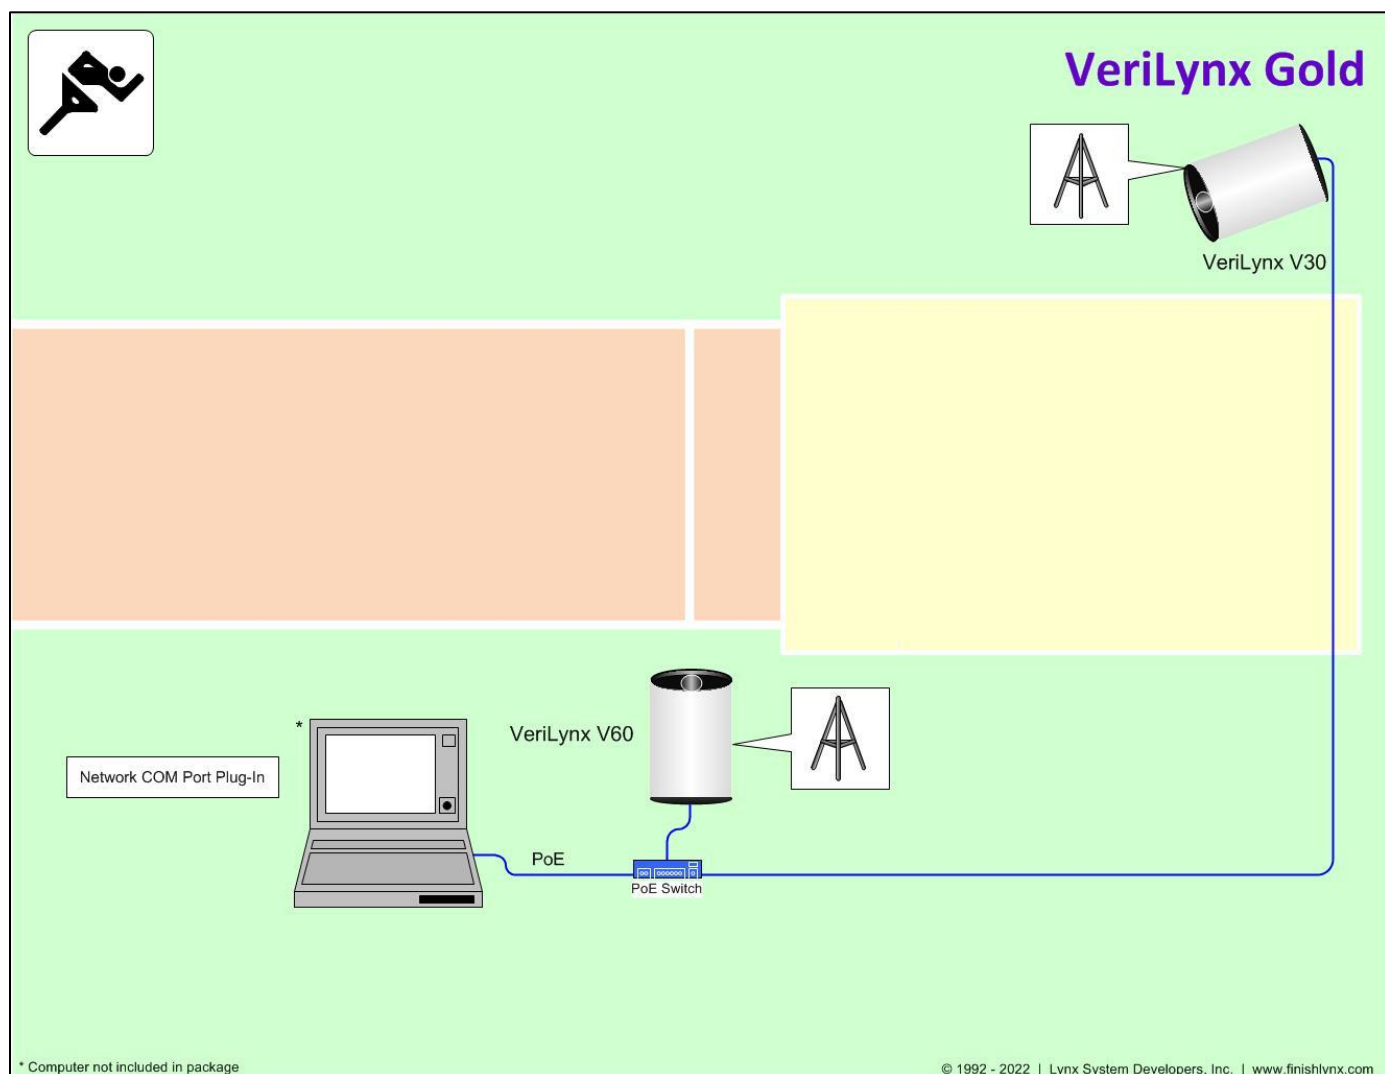 VeriLynx Gold
VeriLynx V30
VeriLynx V60
*
Network COM Port Plug-In
PoE
PoE Switch
* Computer not included in package
© 1992 - 2022 | Lynx System Developers, Inc. | www.finishlynx.com